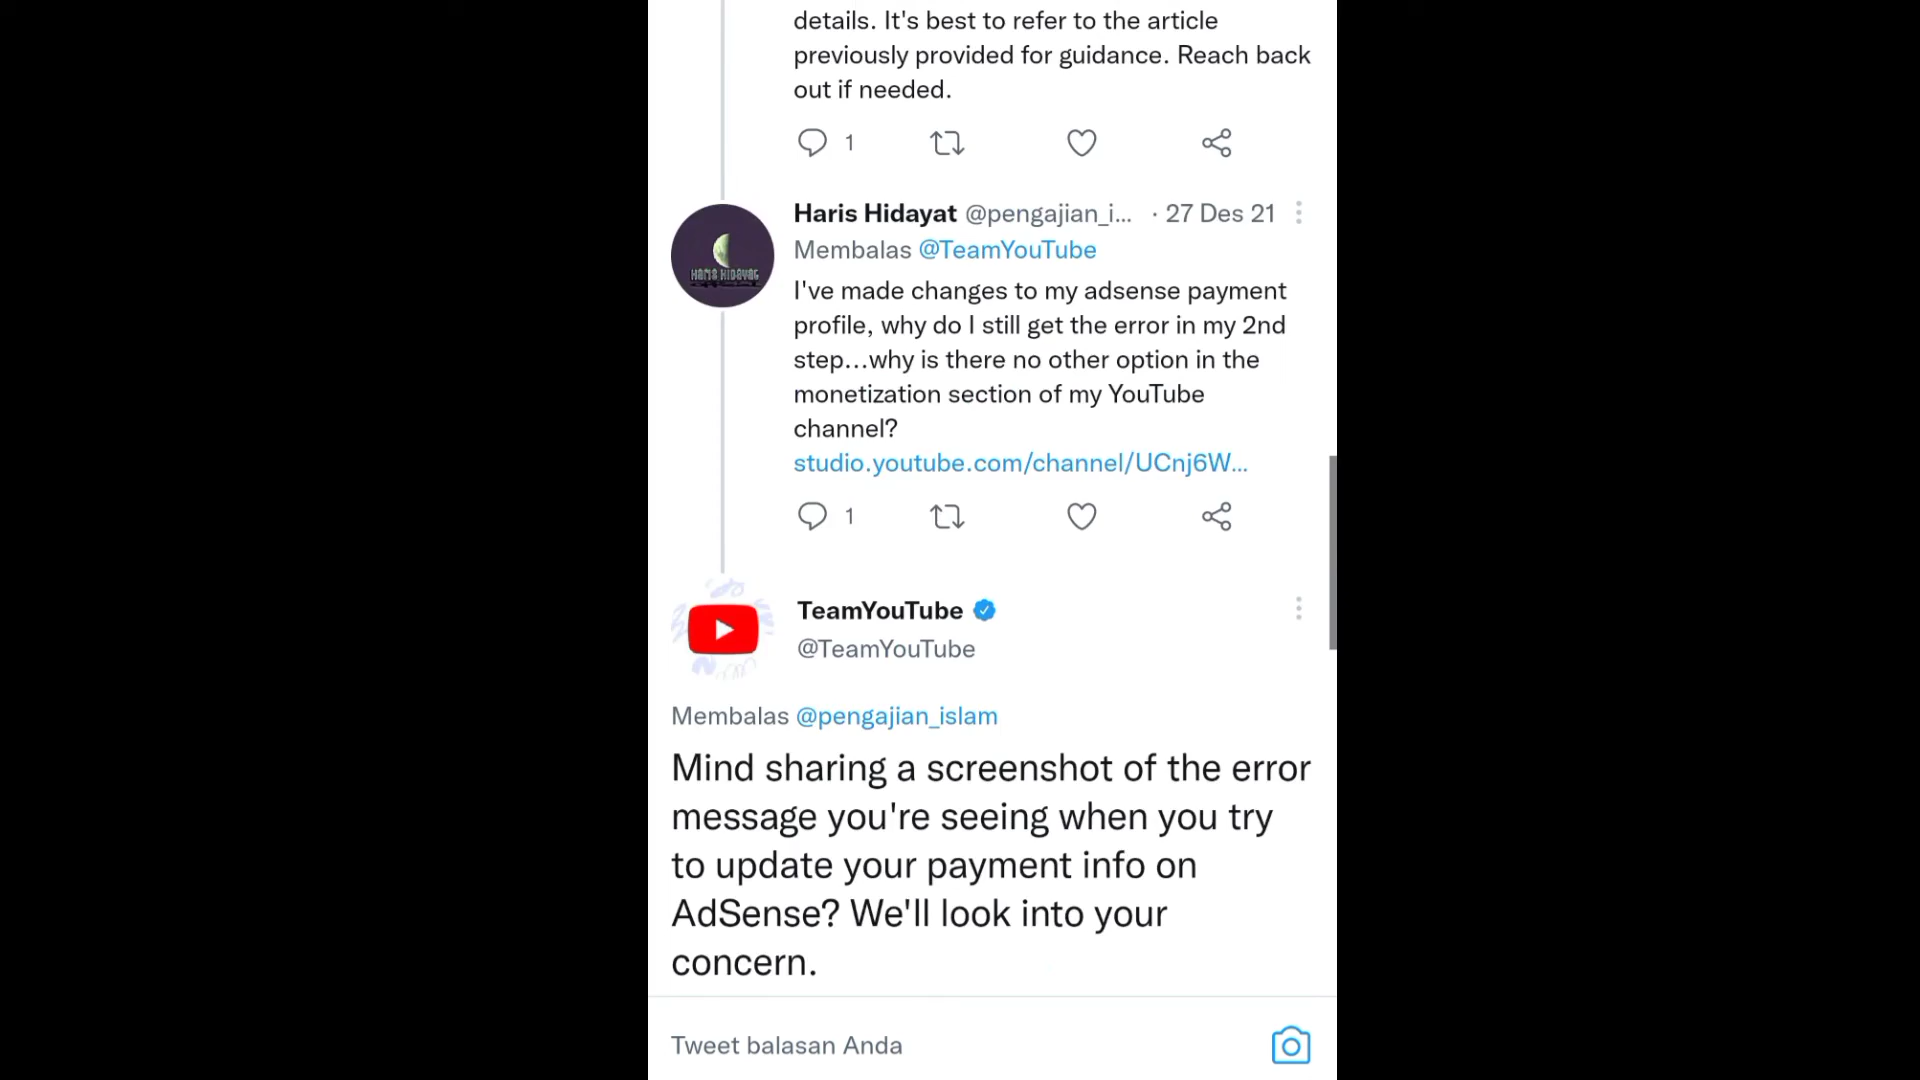 details. It's best to refer to the article
previously provided for guidance. Reach back
out if needed.
1
Haris Hidayat @pengajian_i... · 27 Des 21
Membalas @TeamYouTube
HARIS HIDAYAT
I've made changes to my adsense payment
profile, why do I still get the error in my 2nd
step...why is there no other option in the
monetization section of my YouTube
channel?
studio.youtube.com/channel/UCnj6W...
1
TeamYouTube
@TeamYouTube
Membalas @pengajian_islam
Mind sharing a screenshot of the error
message you're seeing when you try
to update your payment info on
AdSense? We'll look into your
concern.
Tweet balasan Anda